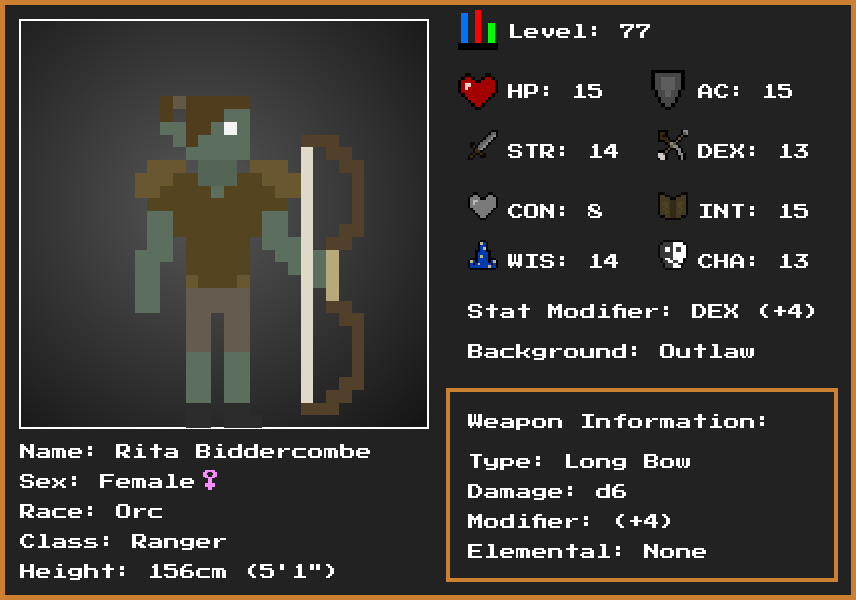 Level: 77
HP: 15 AC: 15
STR: 14 DEX: 13
CON: 8 INT: 15
WIS: 14 CHA: 13
Stat Modifier: DEX (+4)
Background: Outlaw
Weapon Information:
Type: Long Bow
Damage: d6
Modifier: (+4)
Elemental: None
Name: Rita Biddercombe
Sex: Female♀
Race: Orc
Class: Ranger
Height: 156cm (5'1")